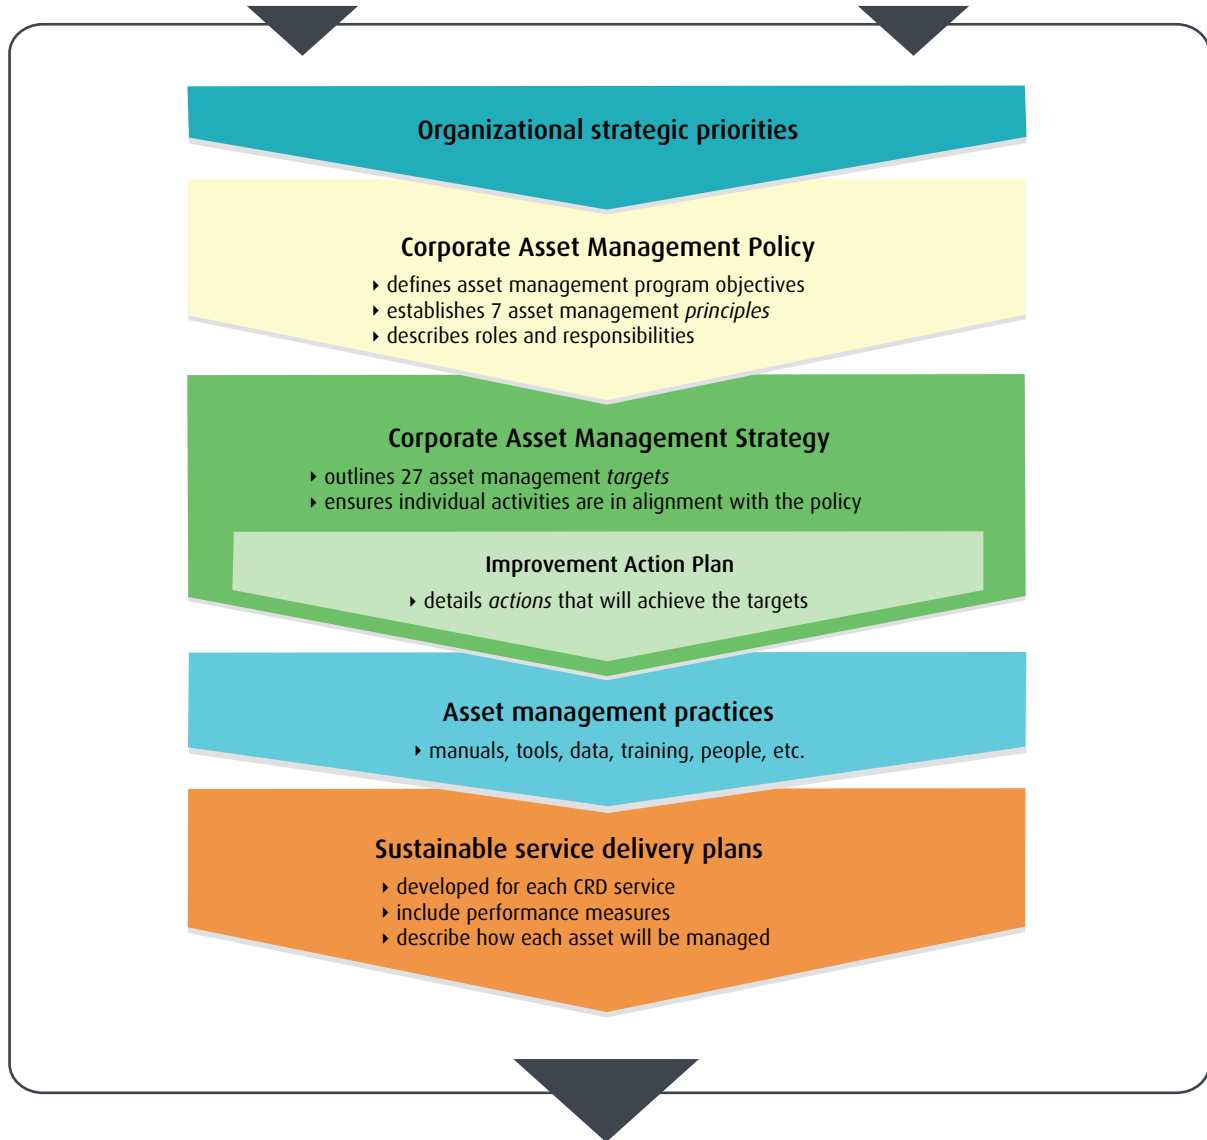 Organizational strategic priorities
Corporate Asset Management Policy
‣ defines asset management program objectives
‣ establishes 7 asset management principles
‣ describes roles and responsibilities
Corporate Asset Management Strategy
‣ outlines 27 asset management targets
‣ ensures individual activities are in alignment with the policy
Improvement Action Plan
‣ details actions that will achieve the targets
Asset management practices
‣ manuals, tools, data, training, people, etc.
Sustainable service delivery plans
‣ developed for each CRD service
‣ include performance measures
‣ describe how each asset will be managed